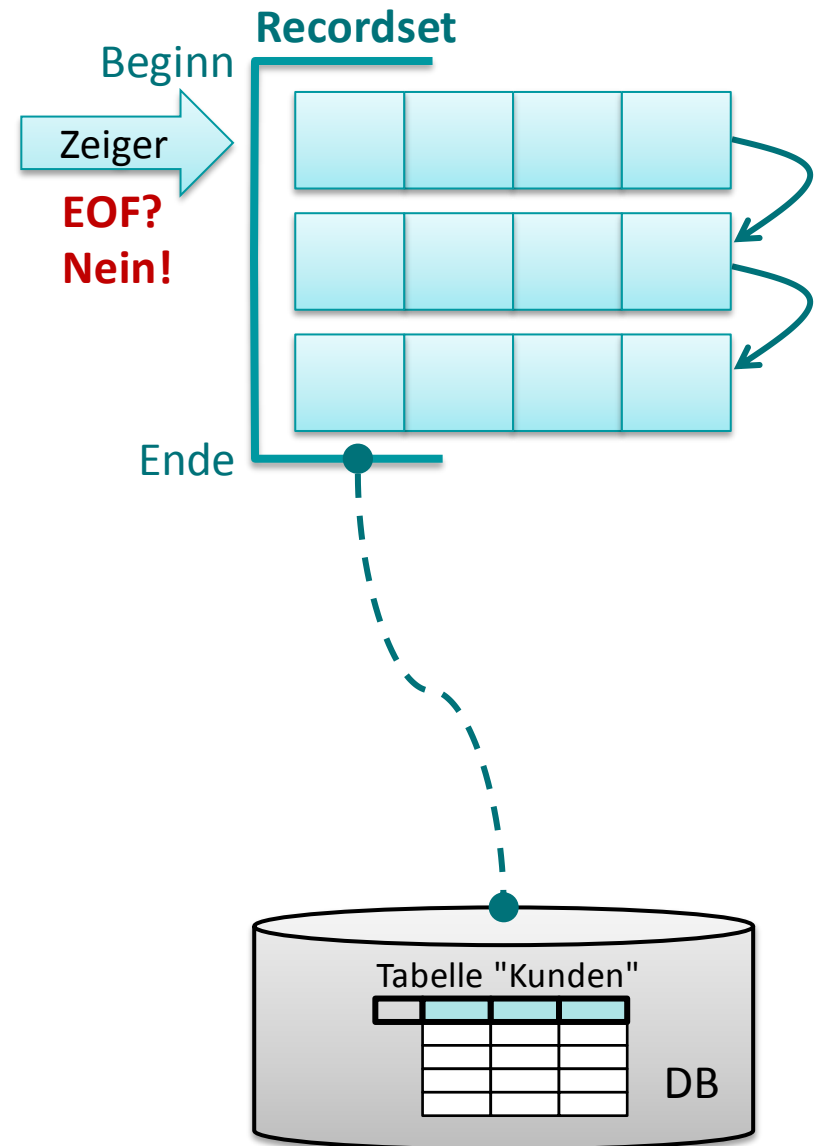 Recordset
Beginn
Zeiger
EOF?
Nein!
Ende
Tabelle "Kunden"
DB